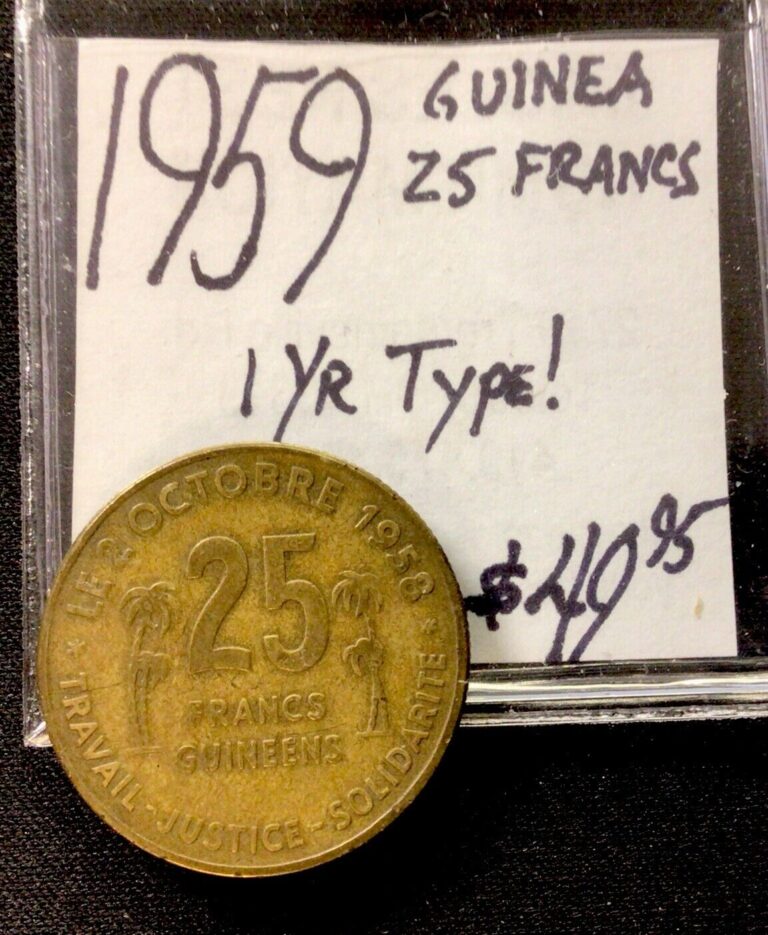 1959 GUINEA
25 FRANCS
1 YR TYPE!
$49.95
LE 2 OCTOBRE 1958
25
FRANCS
GUINEENS
* TRAVAIL-JUSTICE-SOLIDARITE *